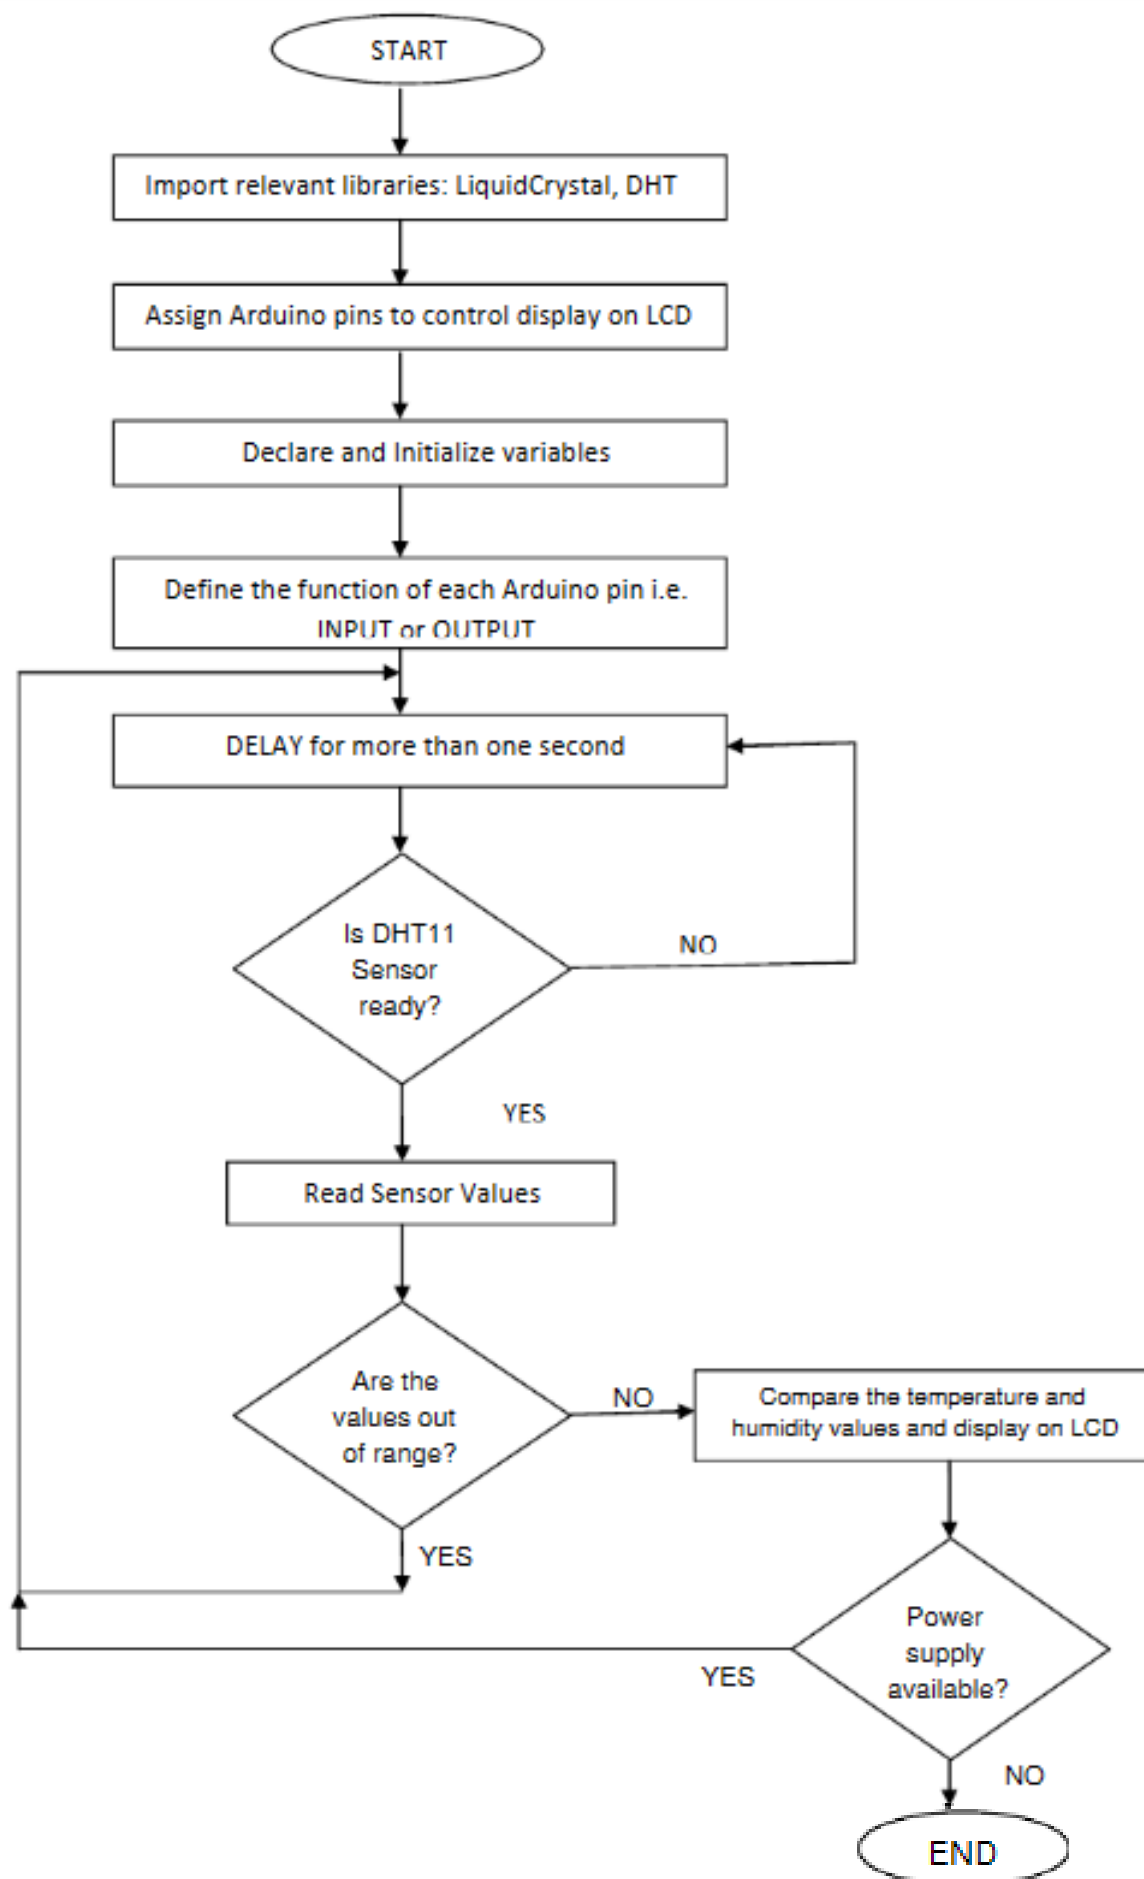 START
Import relevant libraries: LiquidCrystal, DHT
Assign Arduino pins to control display on LCD
Declare and Initialize variables
Define the function of each Arduino pin i.e.
INPUT or OUTPUT
DELAY for more than one second
Is DHT11
Sensor
ready?
NO
YES
Read Sensor Values
Are the
values out
of range?
NO
Compare the temperature and
humidity values and display on LCD
YES
Power
supply
available?
YES
NO
END